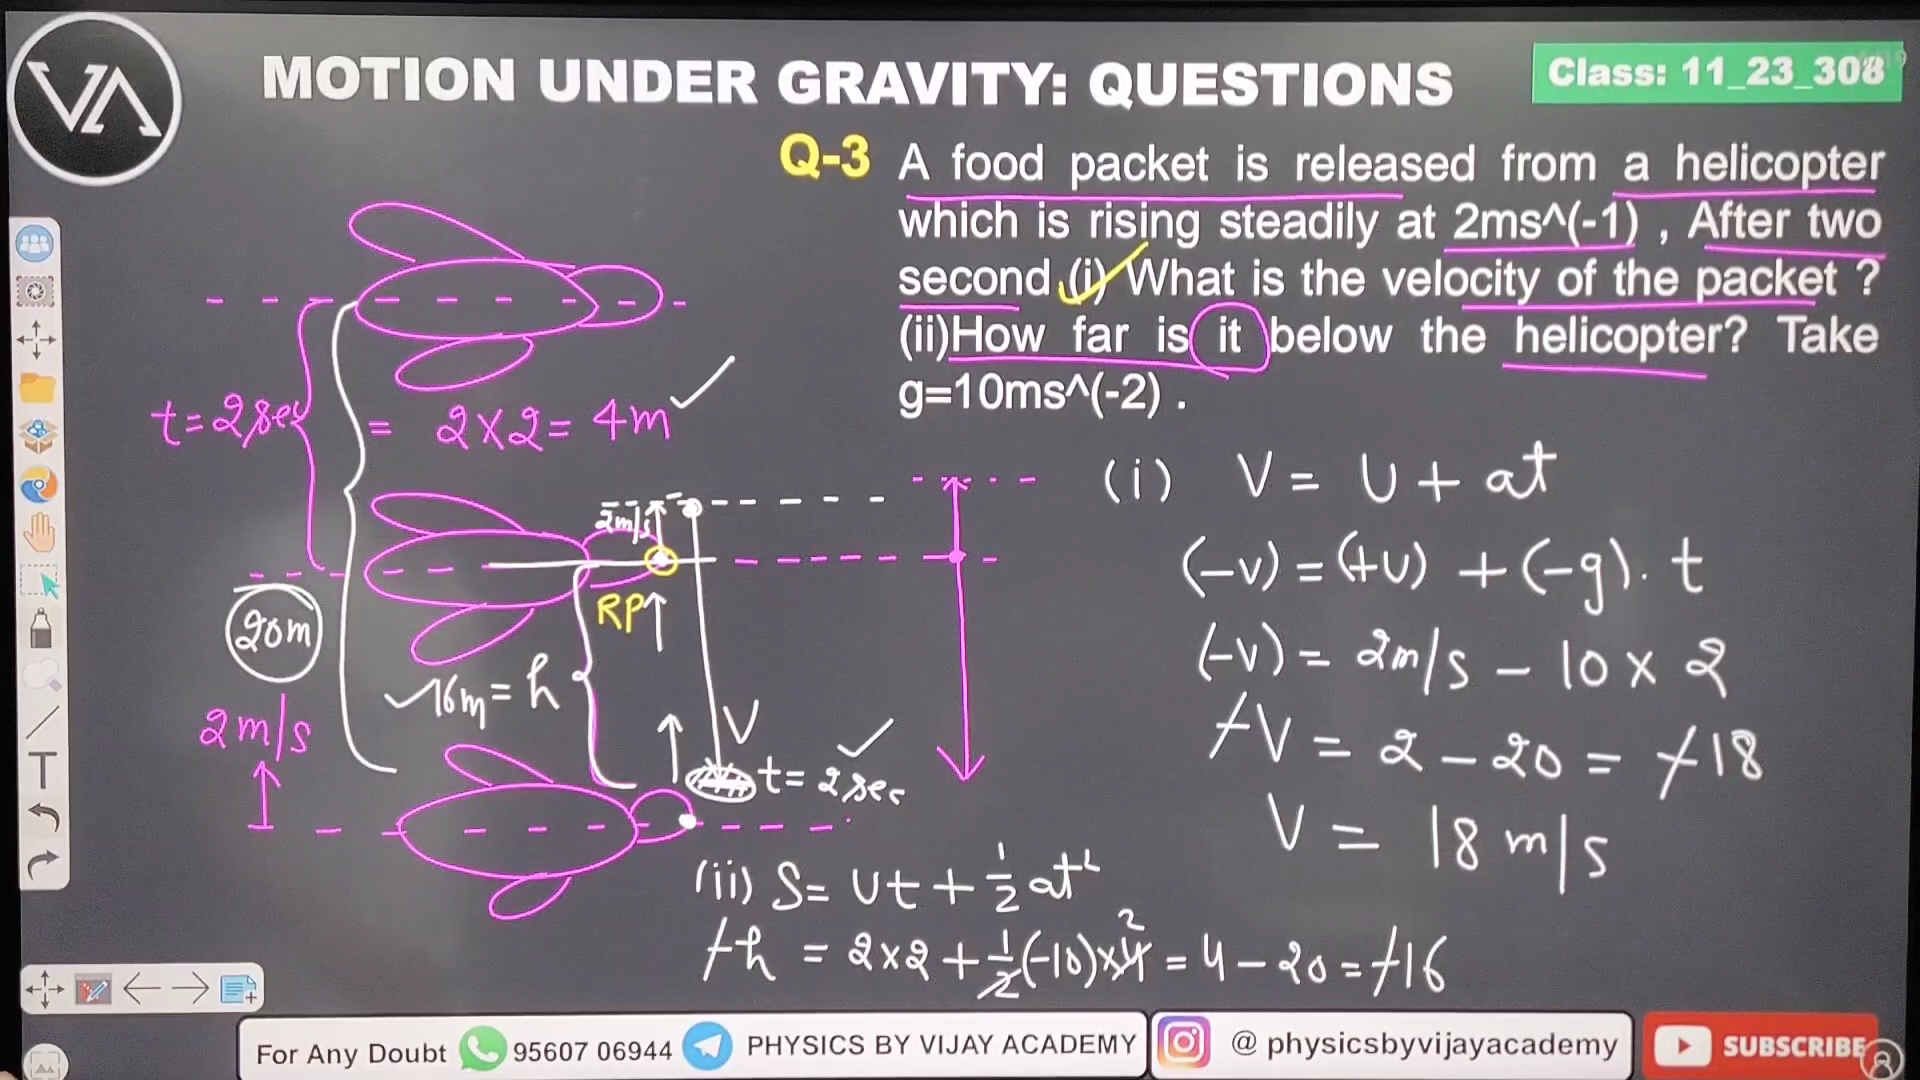 VA
MOTION UNDER GRAVITY: QUESTIONS
Class: 11_23_308
Q-3 A food packet is released from a helicopter
which is rising steadily at 2ms^(-1) , After two
second (i) What is the velocity of the packet ?
(ii)How far is it below the helicopter? Take
g=10ms^(-2) .
t=2sec
= 2×2= 4m
2m/s
RP
20m
16m = h
2m/s
V
t= 2sec
(i) V = U + at
(-v) = (+U) + (-g). t
(-v) = 2m/s - 10 × 2
-V = 2 - 20 = -18
V = 18 m/s
(ii) S= Ut + 1/2 at²
-h = 2×2 + 1/2 (-10)×4 2 = 4 - 20 = -16
For Any Doubt 95607 06944 PHYSICS BY VIJAY ACADEMY @ physicsbyvijayacademy SUBSCRIBE